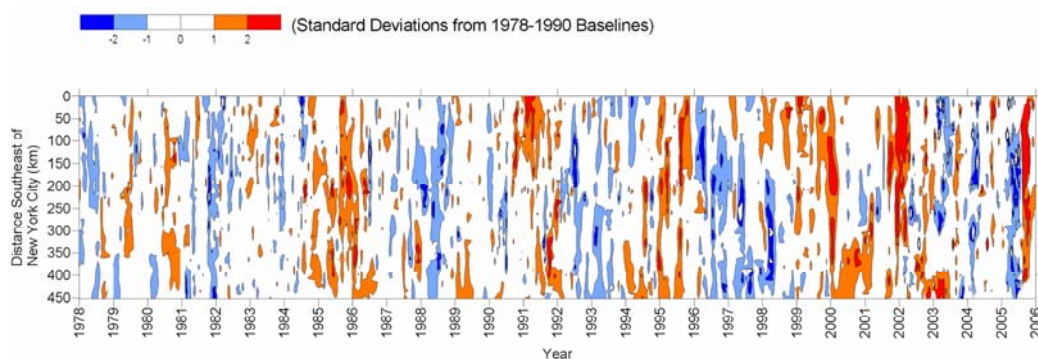 (Standard Deviations from 1978-1990 Baselines)
-2 -1 0 1 2
Distance Southeast of
New York City (km)
0
50
100
150
200
250
300
350
400
450
1978 1979 1980 1981 1982 1983 1984 1985 1986 1987 1988 1989 1990 1991 1992 1993 1994 1995 1996 1997 1998 1999 2000 2001 2002 2003 2004 2005 2006
Year